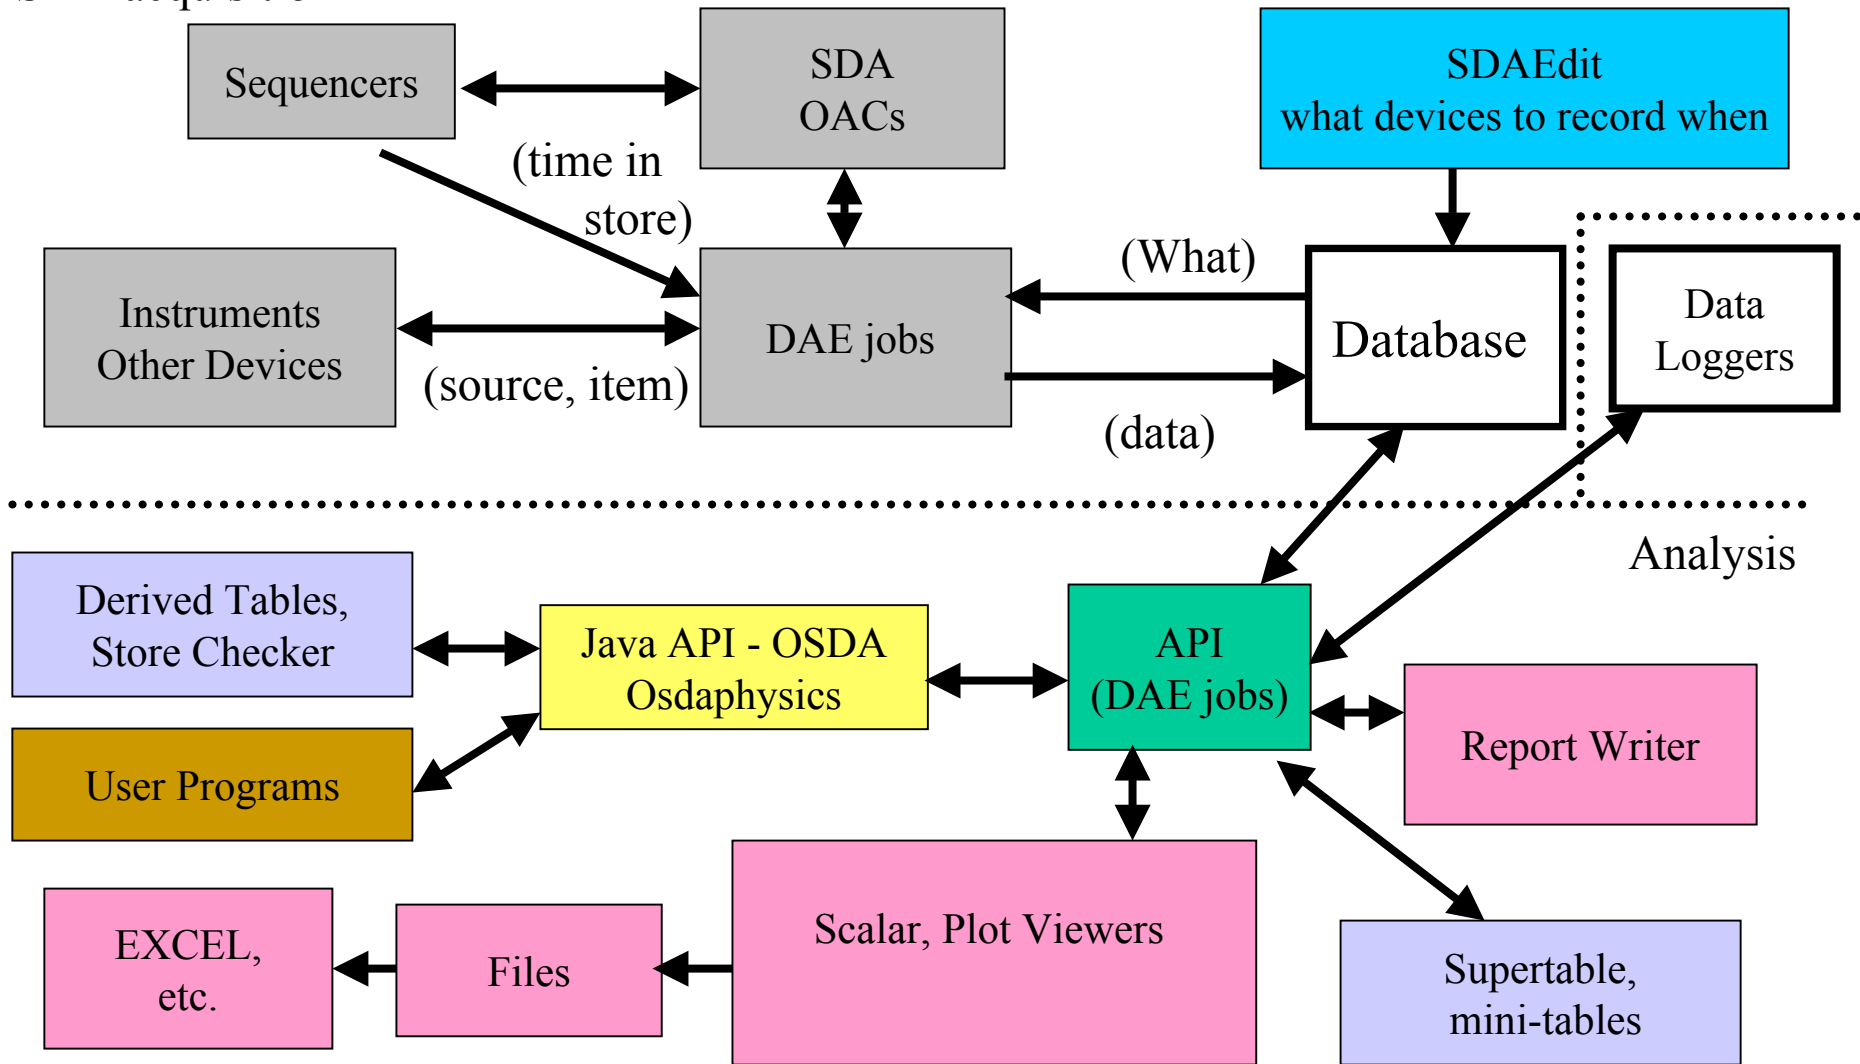 Sequencers
SDA
OACs
SDAEdit
what devices to record when
(time in
store)
Instruments
Other Devices
(source, item)
DAE jobs
(What)
(data)
Database
Data
Loggers
Analysis
Derived Tables,
Store Checker
Java API - OSDA
Osdaphysics
API
(DAE jobs)
User Programs
Report Writer
Scalar, Plot Viewers
EXCEL,
etc.
Files
Supertable,
mini-tables